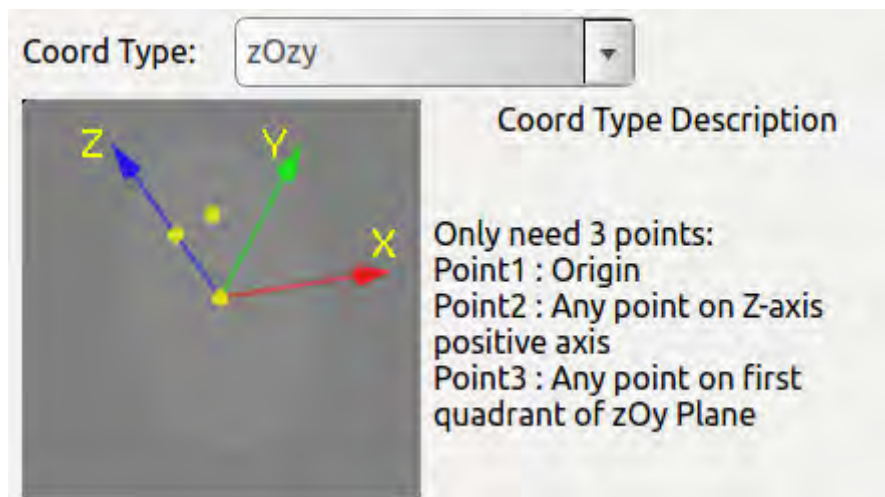 Coord Type:
zOzy
Coord Type Description
Z
Y
X
Only need 3 points:
Point1 : Origin
Point2 : Any point on Z-axis
positive axis
Point3 : Any point on first
quadrant of zOy Plane